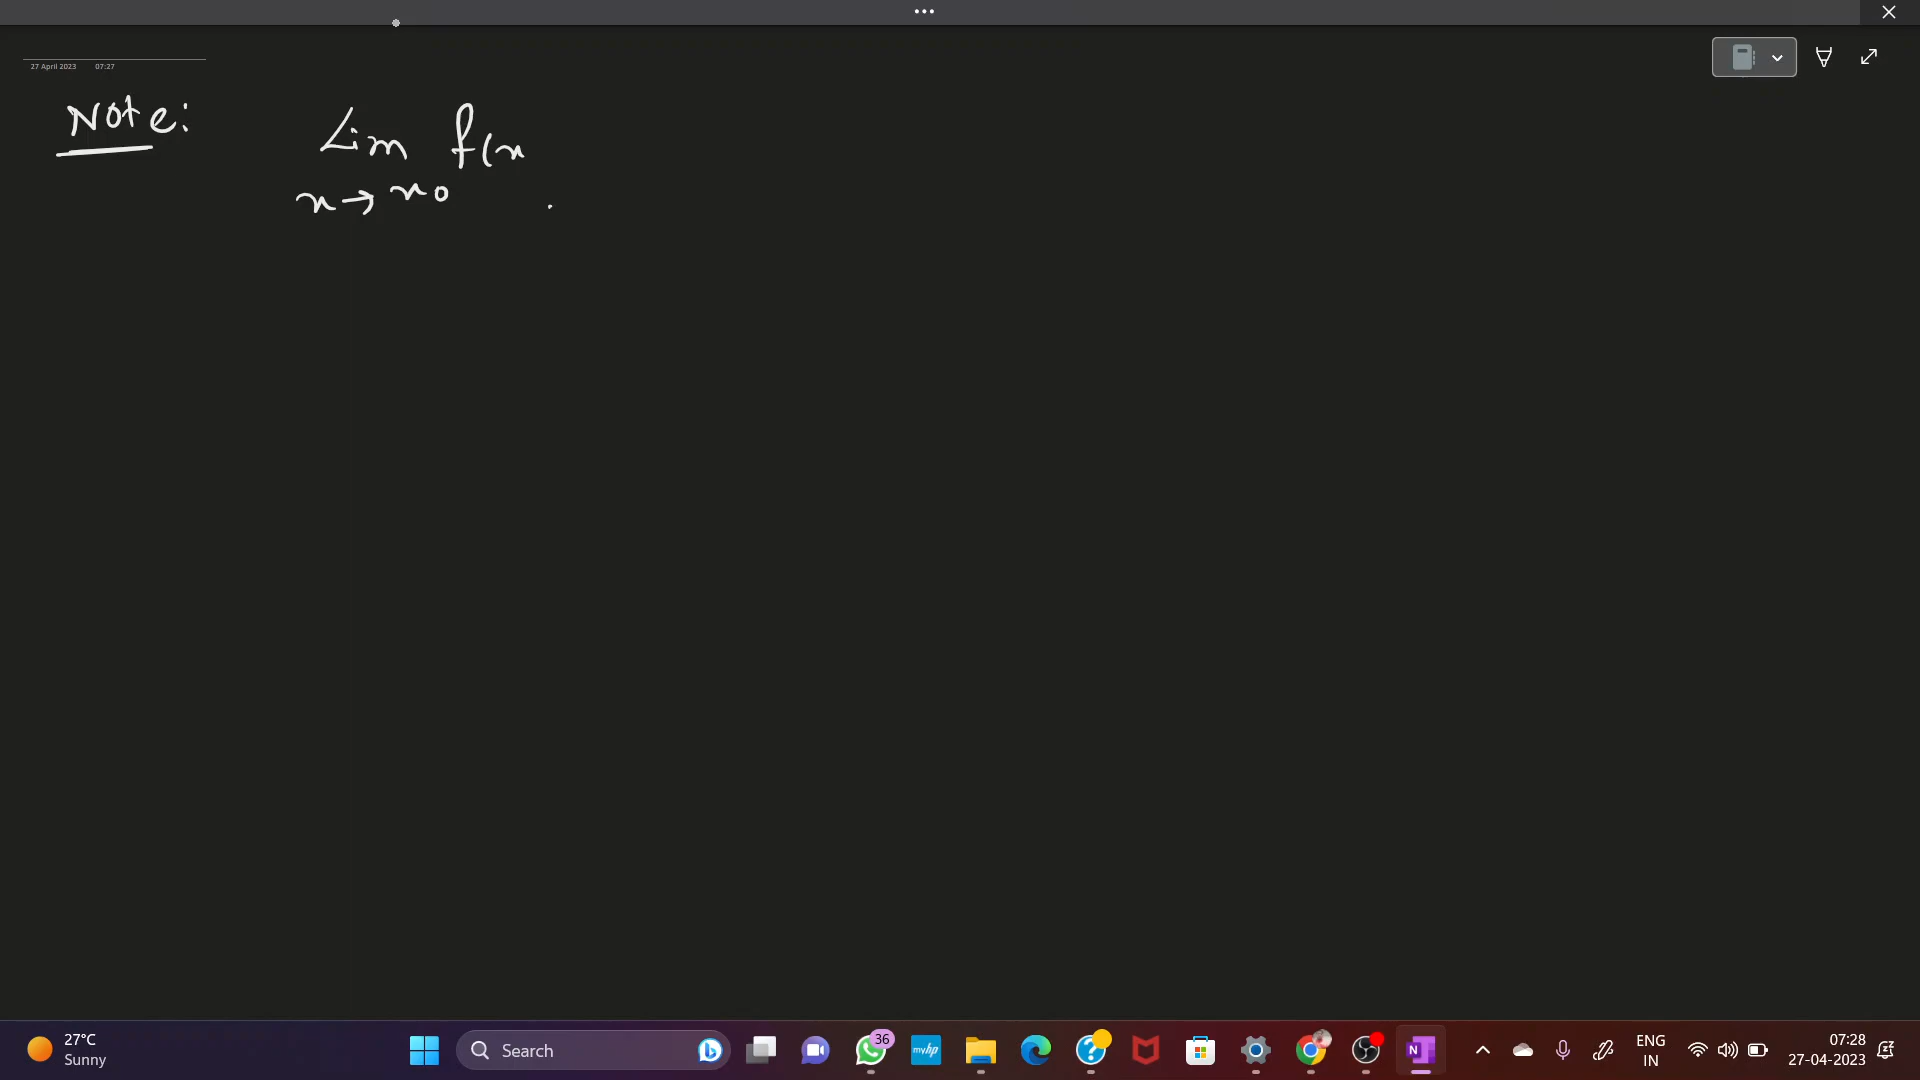 27 April 2023 07:27
Note:
Lim f(x
x→x0
27°C
Sunny
Search
36
myhp
N
ENG
IN
07:28
27-04-2023